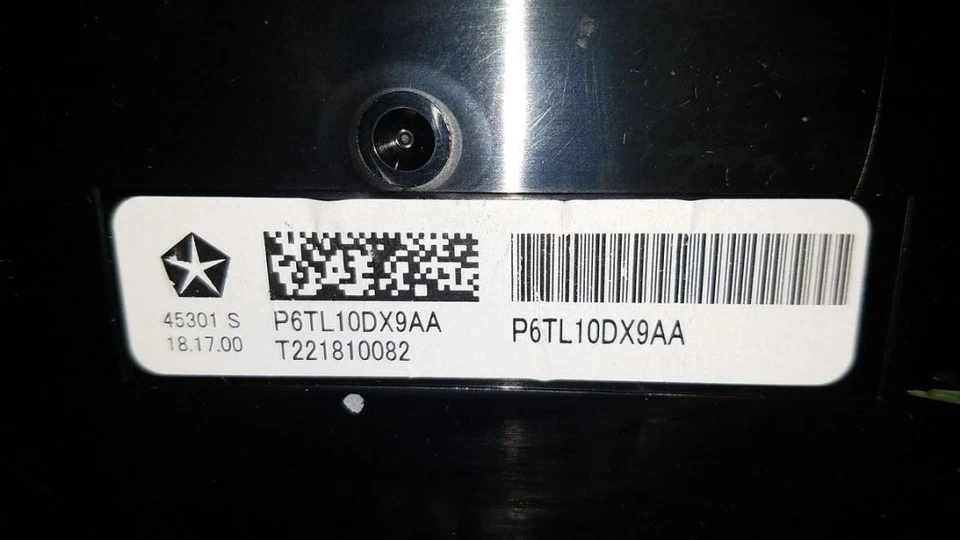 45301 S
18.17.00
P6TL10DX9AA
T221810082
P6TL10DX9AA